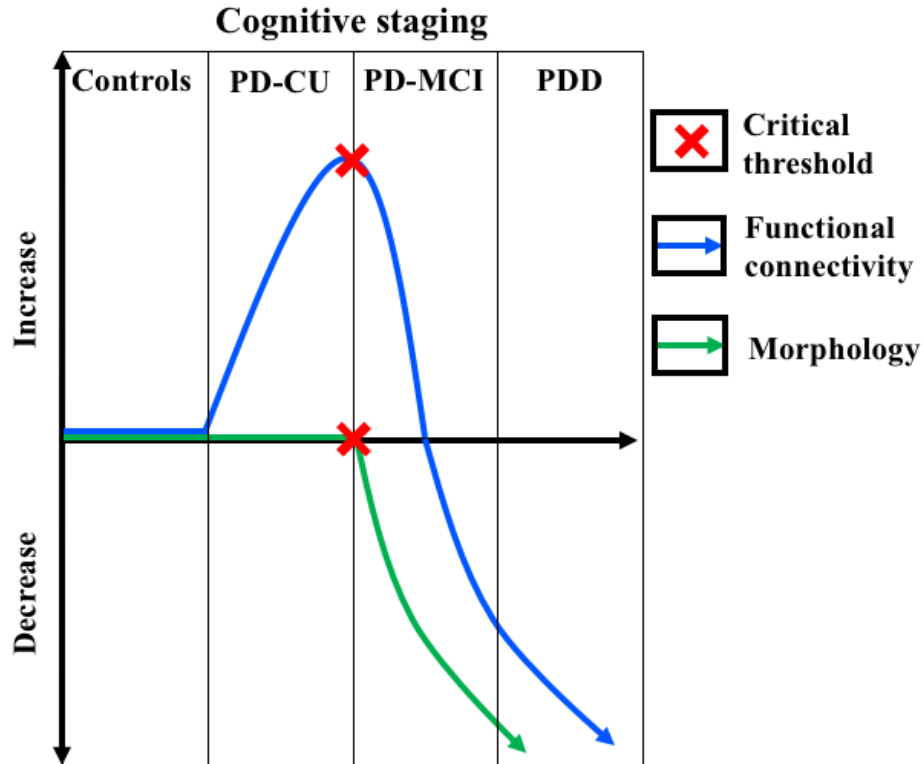 Cognitive staging
Controls
PD-CU
PD-MCI
PDD
Increase
Decrease
Critical
threshold
Functional
connectivity
Morphology